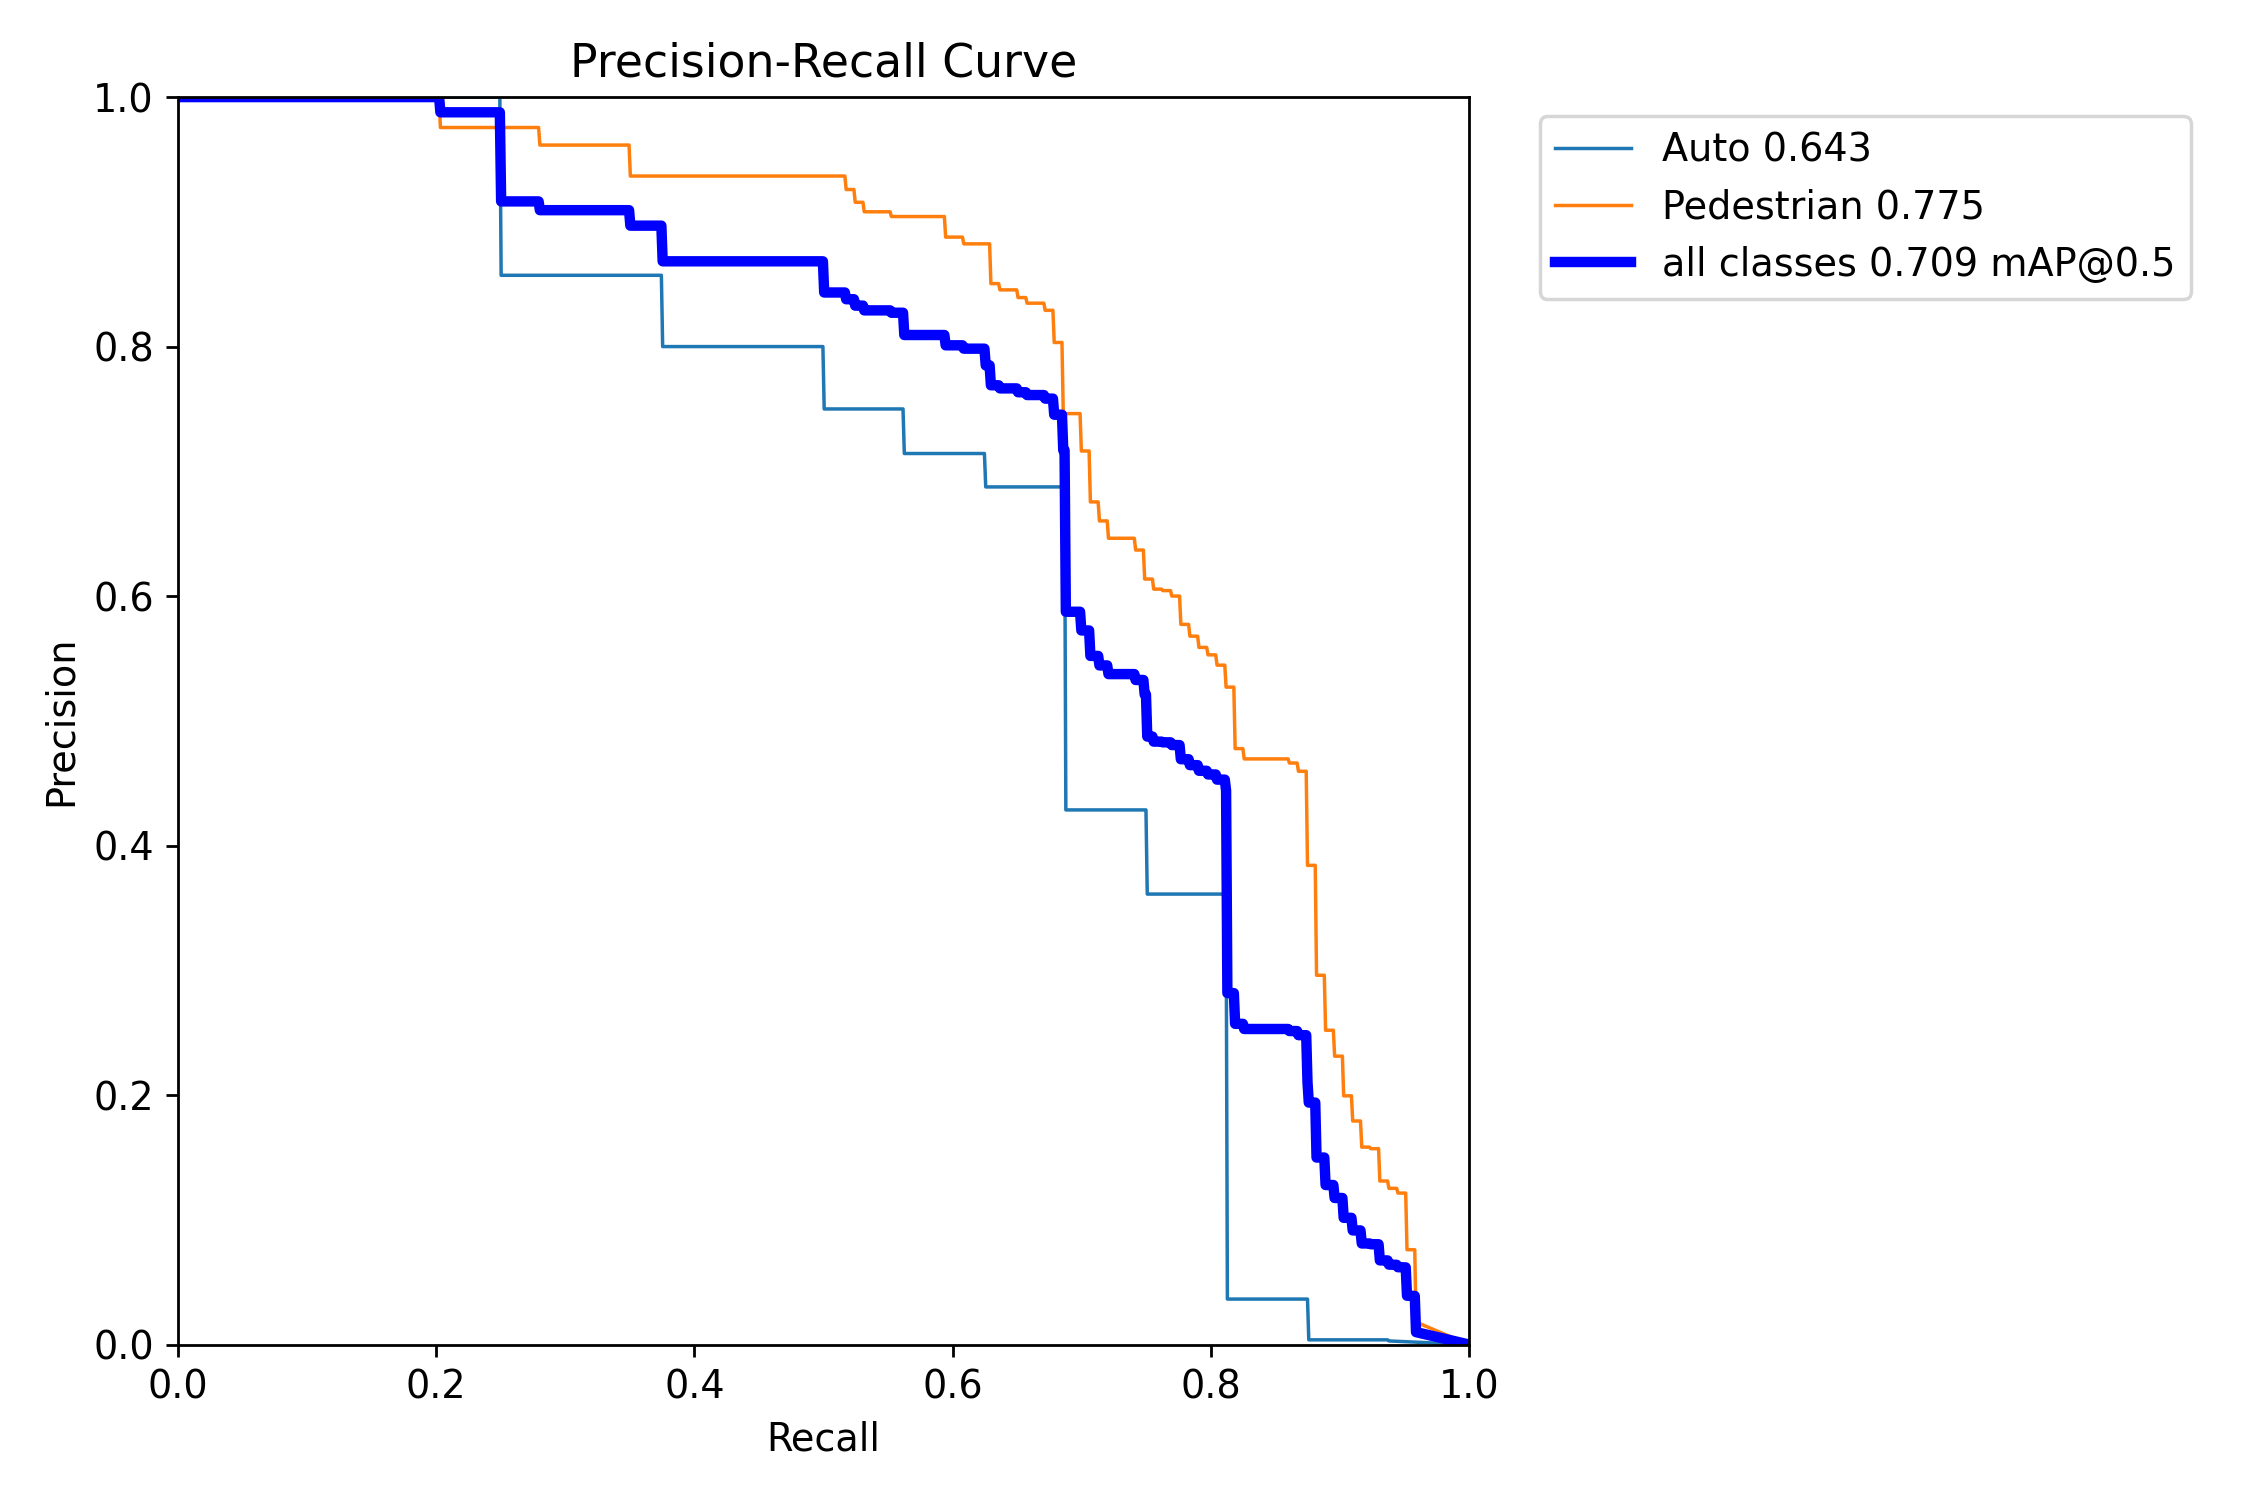 Precision-Recall Curve
1.0
0.8
0.6
0.4
0.2
0.0
Precision
0.0 0.2 0.4 0.6 0.8 1.0
Recall
Auto 0.643
Pedestrian 0.775
all classes 0.709 mAP@0.5